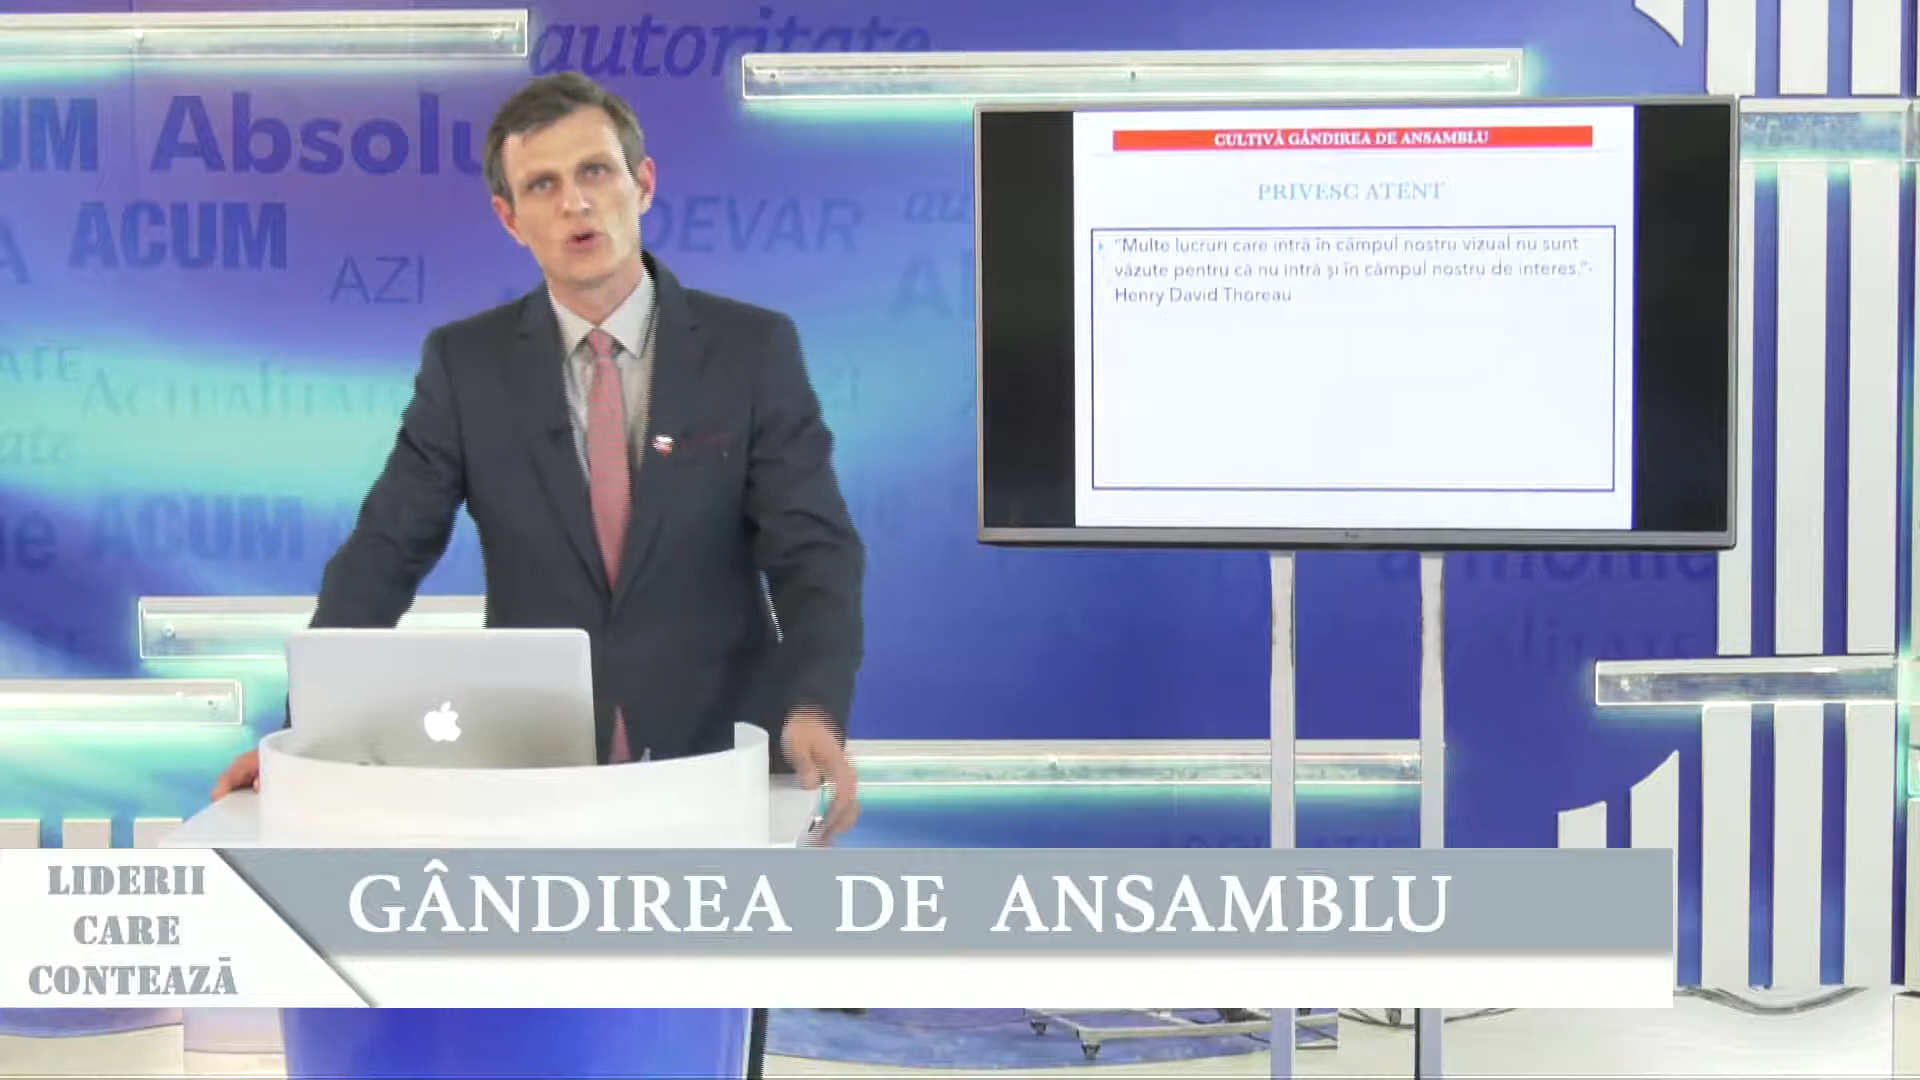 autoritate
UM Absolu
ACUM
AZI
DEVAR
ACTUALITATE
ACUM
CULTIVĂ GÂNDIREA DE ANSAMBLU
PRIVESC ATENT
"Multe lucruri care intră în câmpul nostru vizual nu sunt
văzute pentru că nu intră și în câmpul nostru de interes."-
Henry David Thoreau
LIDERII
CARE
CONTEAZĂ
GÂNDIREA DE ANSAMBLU